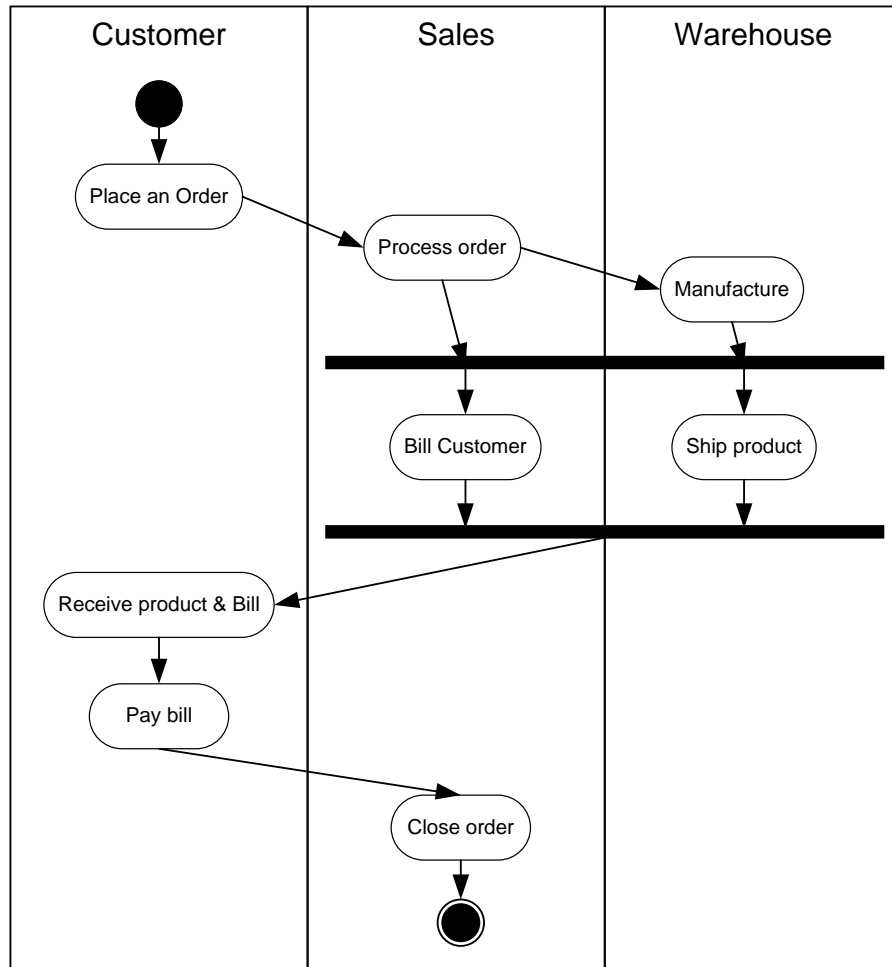 Customer
Sales
Warehouse
Place an Order
Process order
Manufacture
Bill Customer
Ship product
Receive product & Bill
Pay bill
Close order